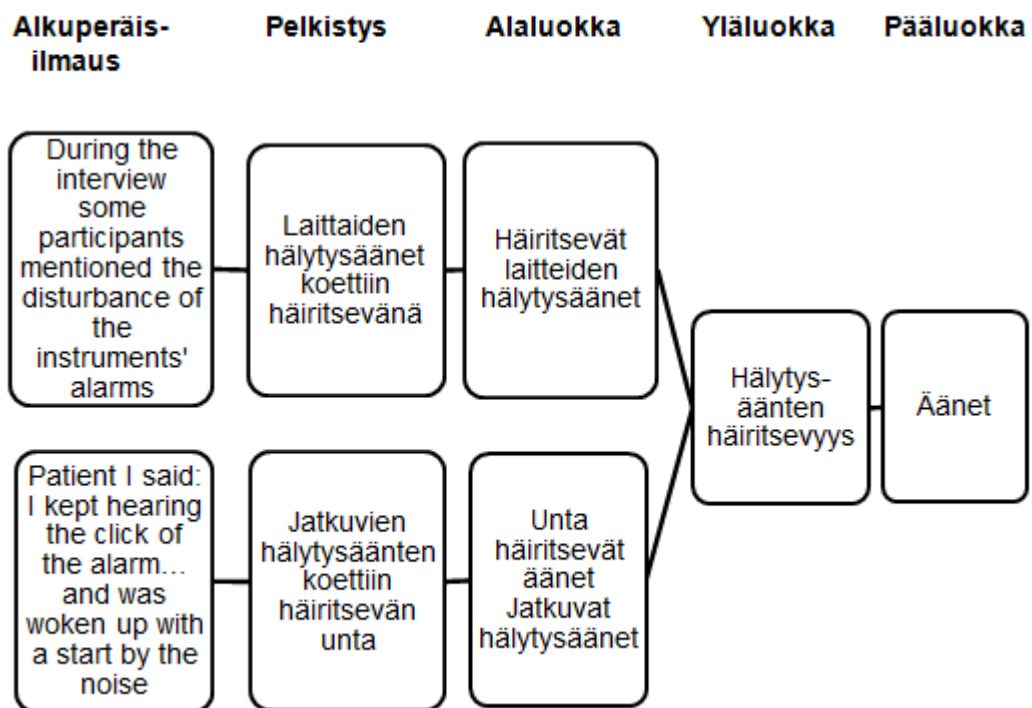 Alkuperäis-
ilmaus
Pelkistys
Alaluokka
Yläluokka
Pääluokka
During the
interview
some
participants
mentioned the
disturbance of
the
instruments'
alarms
Laittaiden
hälytysäänet
koettiin
häiritsevänä
Häiritsevät
laitteiden
hälytysäänet
Patient I said:
I kept hearing
the click of
the alarm...
and was
woken up with
a start by the
noise
Jatkuvien
hälytysäänten
koettiin
häiritsevän
unta
Unta
häiritsevät
äänet
Jatkuvat
hälytysäänet
Hälytys-
äänten
häiritsevyys
Äänet